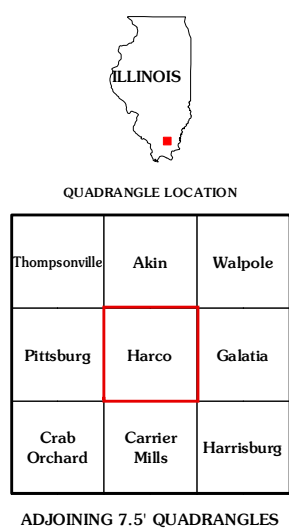 ILLINOIS
QUADRANGLE LOCATION
Thompsonville Akin Walpole
Pittsburg Harco Galatia
Crab Orchard Carrier Mills Harrisburg
ADJOINING 7.5' QUADRANGLES